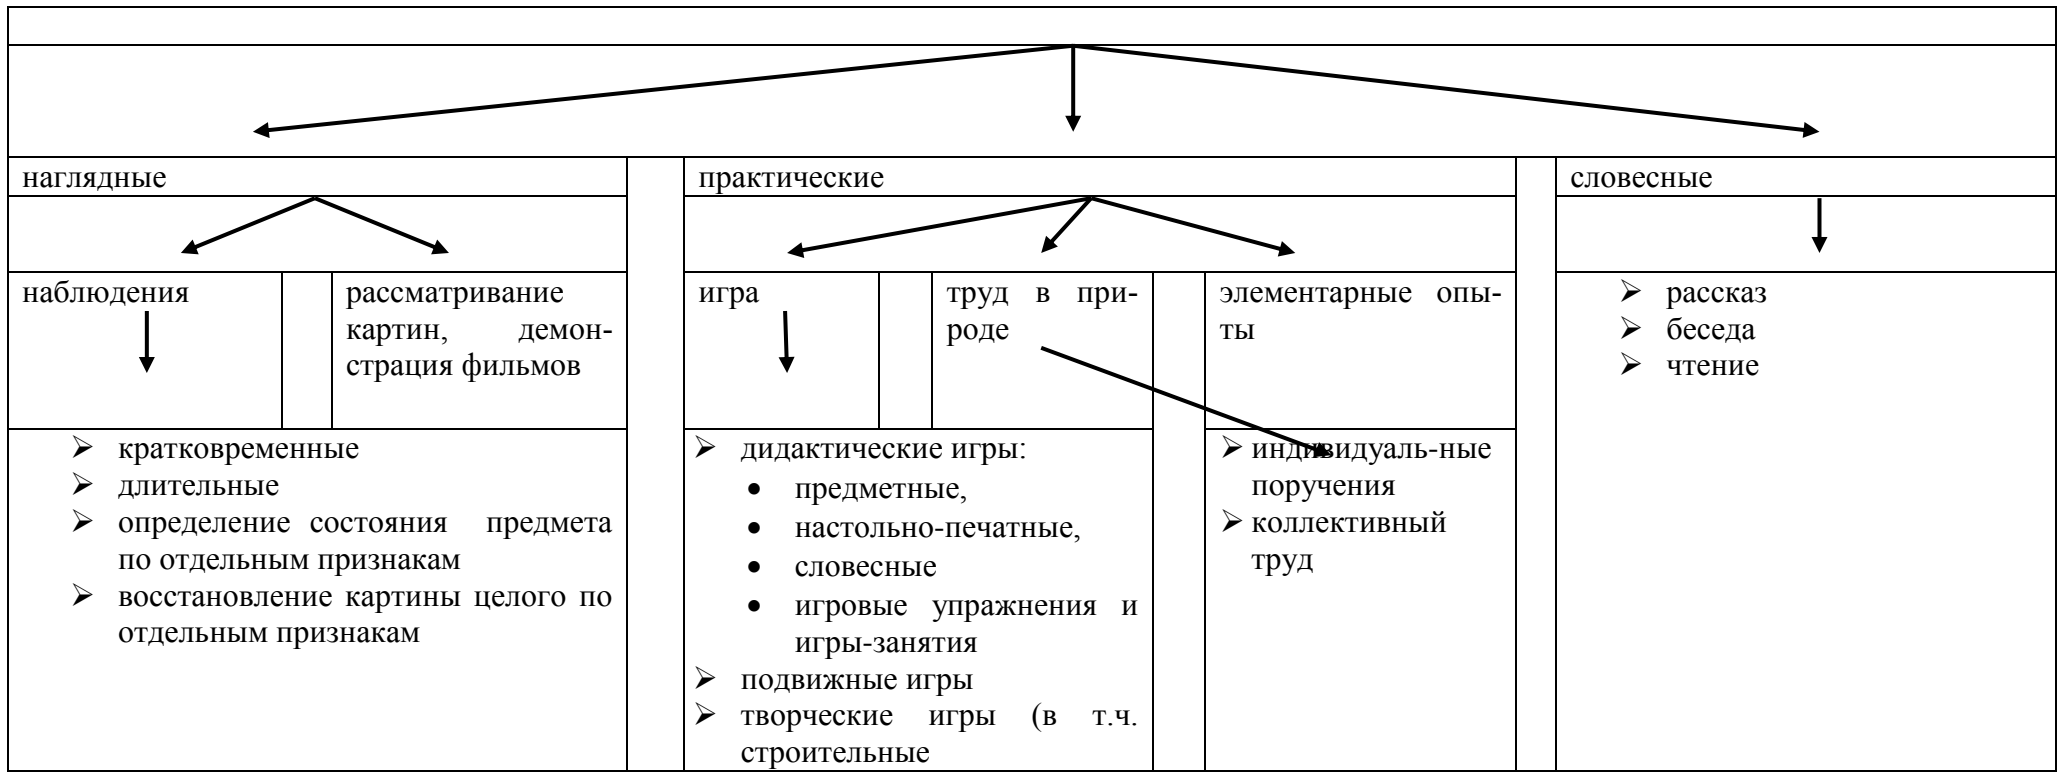 наглядные
практические
словесные
наблюдения
рассматривание
картин, демон-
страция фильмов
игра
труд в при-
роде
элементарные опы-
ты
➢ рассказ
➢ беседа
➢ чтение
➢ кратковременные
➢ длительные
➢ определение состояния предмета
по отдельным признакам
➢ восстановление картины целого по
отдельным признакам
➢ дидактические игры:
• предметные,
• настольно-печатные,
• словесные
• игровые упражнения и
игры-занятия
➢ подвижные игры
➢ творческие игры (в т.ч.
строительные
➢ индивидуаль-ные
поручения
➢ коллективный
труд